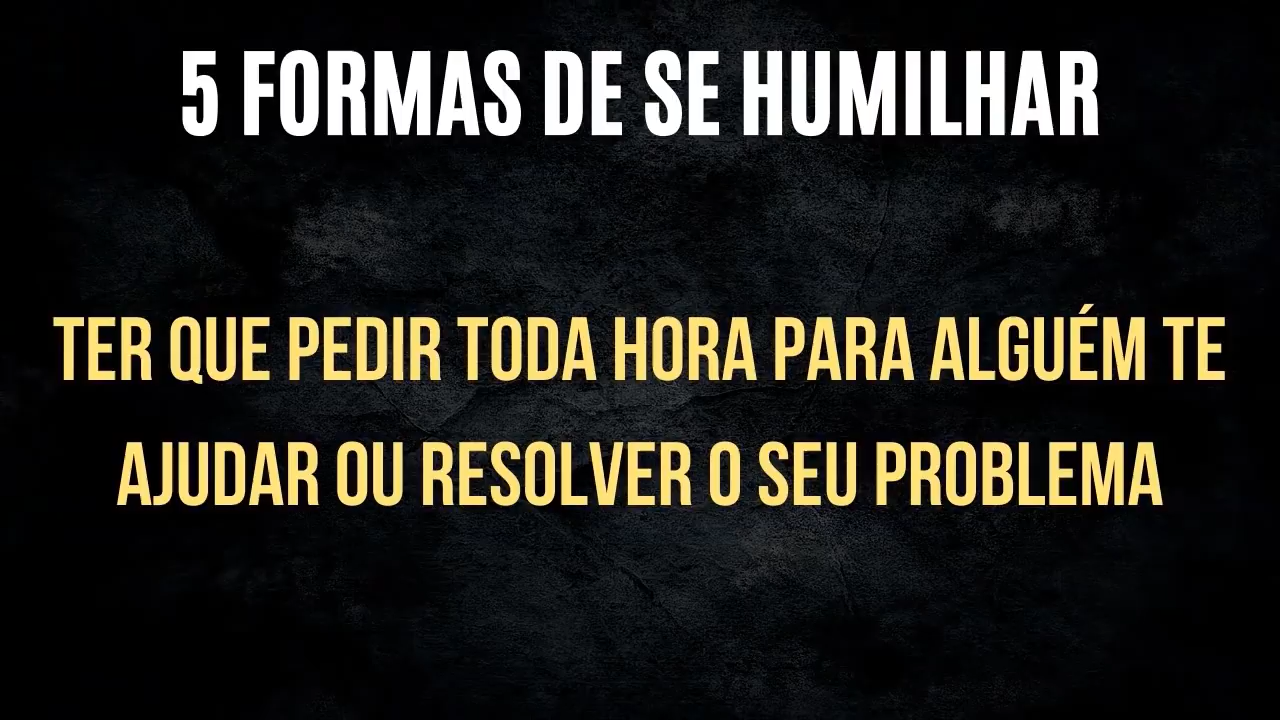 5 FORMAS DE SE HUMILHAR
TER QUE PEDIR TODA HORA PARA ALGUÉM TE
AJUDAR OU RESOLVER O SEU PROBLEMA